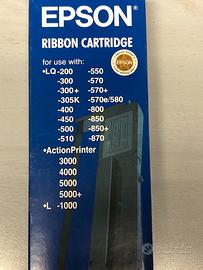 EPSON
RIBBON CARTRIDGE
for use with:
•LQ-200 -550
-300 -570
-300+ -570+
-305K -570e/580
-400 -800
-450 -850
-500 -850+
-510 -870
•ActionPrinter
3000
4000
5000
5000+
•L -1000